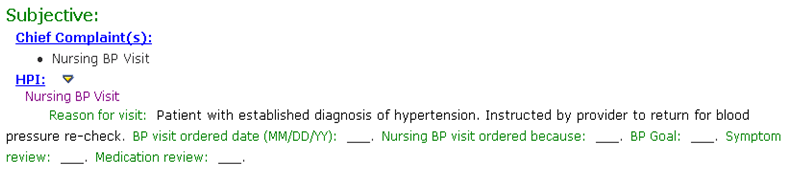 Subjective:
Chief Complaint(s):
• Nursing BP Visit
HPI:
Nursing BP Visit
Reason for visit: Patient with established diagnosis of hypertension. Instructed by provider to return for blood
pressure re-check. BP visit ordered date (MM/DD/YY): ___. Nursing BP visit ordered because: ___. BP Goal: ___. Symptom
review: ___. Medication review: ___.